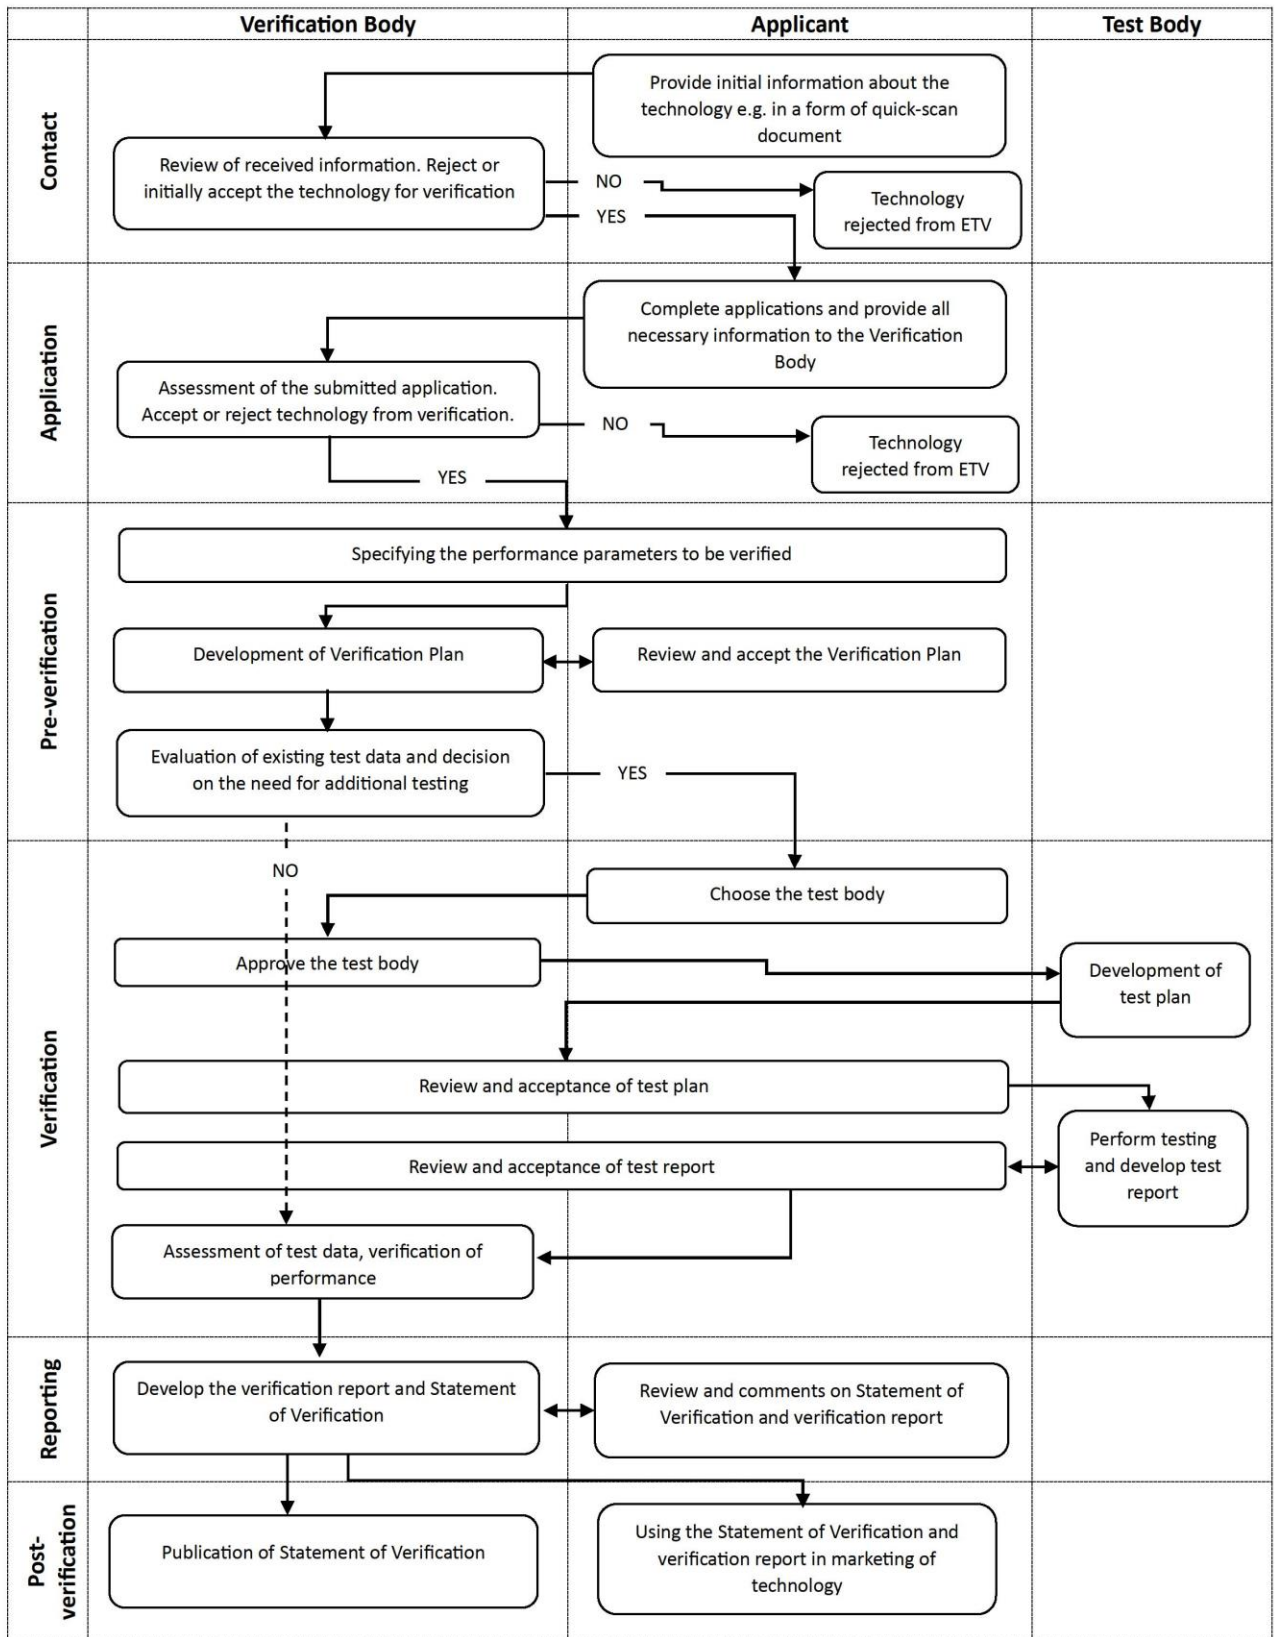 Verification Body
Applicant
Test Body
Contact
Provide initial information about the
technology e.g. in a form of quick-scan
document
Review of received information. Reject or
initially accept the technology for verification
NO
YES
Technology
rejected from ETV
Application
Complete applications and provide all
necessary information to the Verification
Body
Assessment of the submitted application.
Accept or reject technology from verification.
NO
Technology
rejected from ETV
YES
Pre-verification
Specifying the performance parameters to be verified
Development of Verification Plan
Review and accept the Verification Plan
Evaluation of existing test data and decision
on the need for additional testing
YES
Verification
NO
Choose the test body
Approve the test body
Development of
test plan
Review and acceptance of test plan
Perform testing
and develop test
report
Review and acceptance of test report
Assessment of test data, verification of
performance
Reporting
Develop the verification report and Statement
of Verification
Review and comments on Statement of
Verification and verification report
Post-
verification
Publication of Statement of Verification
Using the Statement of Verification and
verification report in marketing of
technology